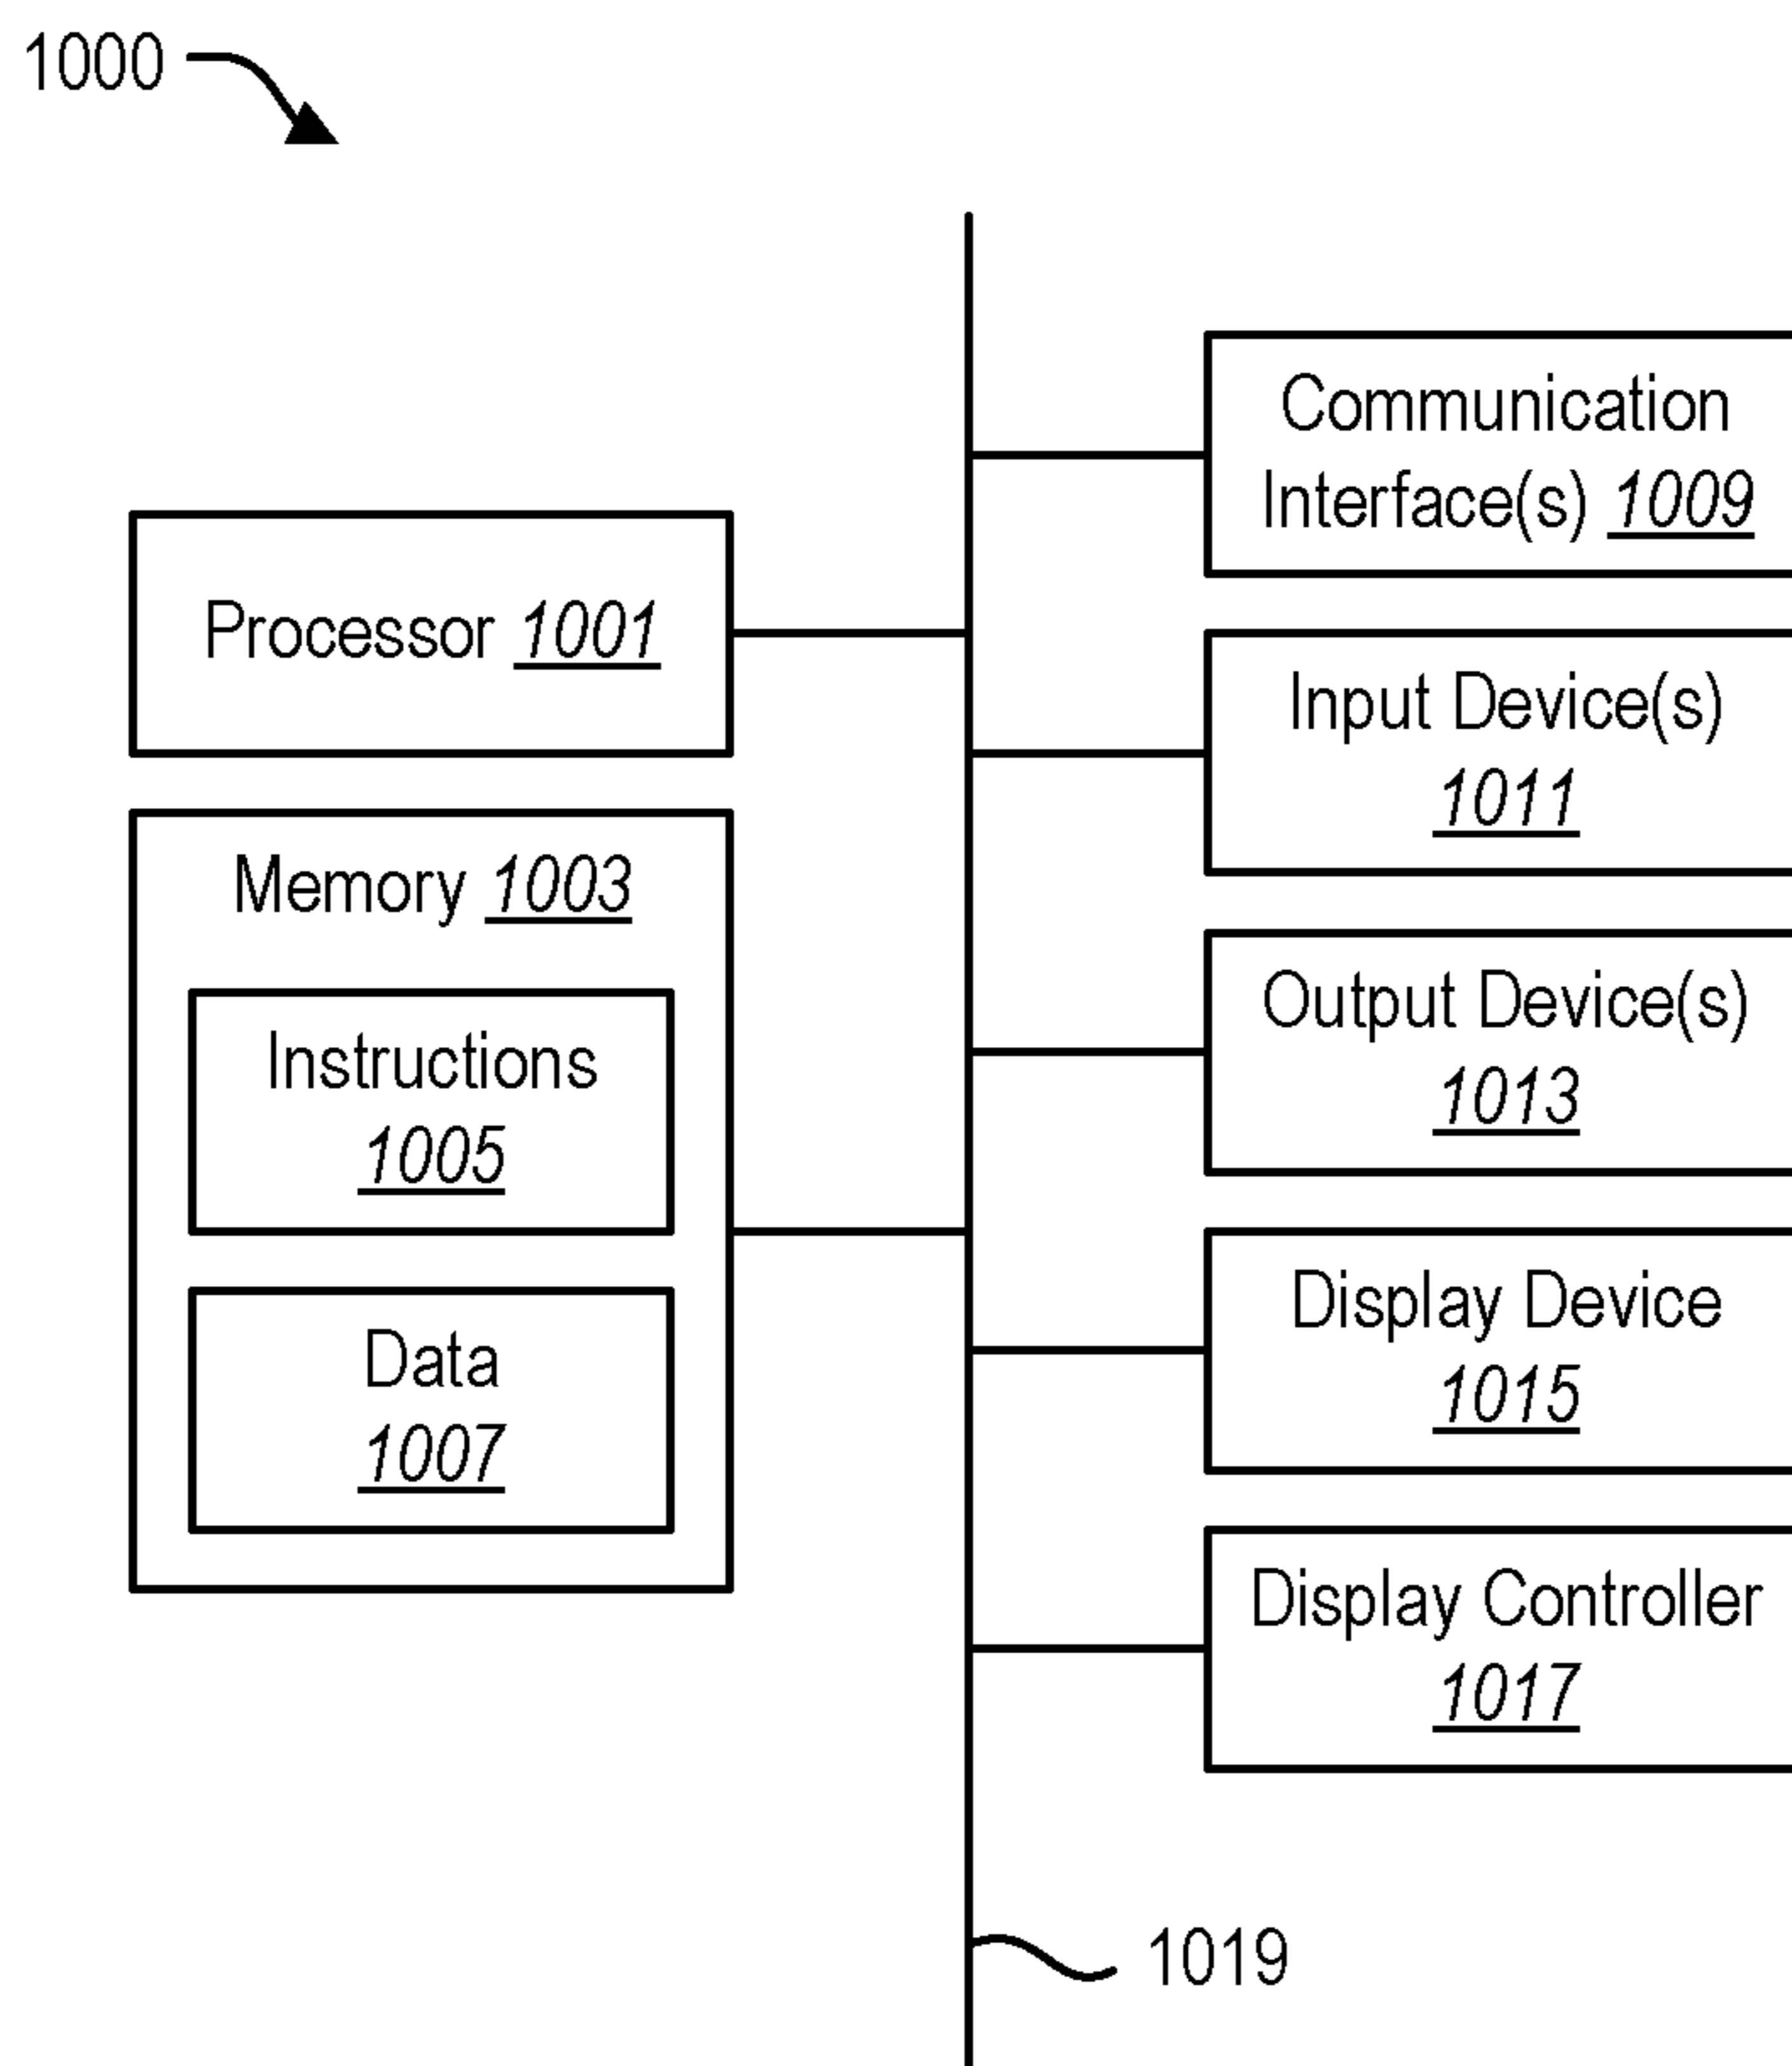 1000
Processor 1001
Memory 1003
Instructions
1005
Data
1007
Communication
Interface(s) 1009
Input Device(s)
1011
Output Device(s)
1013
Display Device
1015
Display Controller
1017
1019